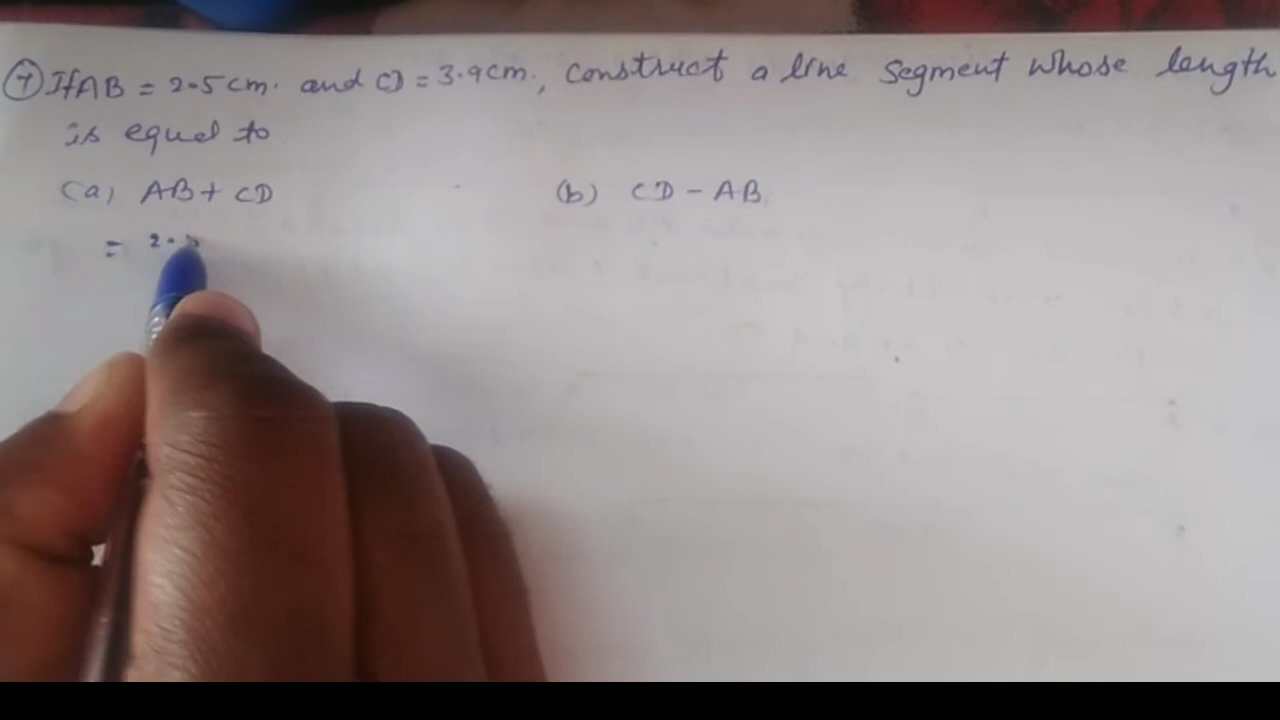 7 If AB = 2.5 cm. and CD = 3.9 cm., construct a line segment whose length
is equal to
(a) AB + CD (b) CD - AB
= 2.5